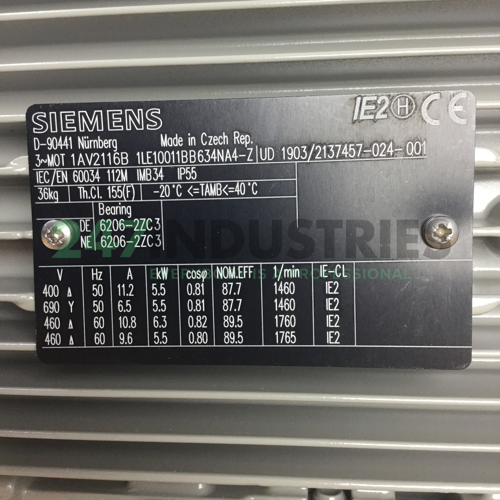 SIEMENS IE2 H CE
D-90441 Nürnberg Made in Czech Rep.
3~MOT 1AV2116B 1LE10011BB634NA4-Z UD 1903/2137457-024-001
IEC/EN 60034 112M IMB34 IP55
36kg Th.Cl. 155(F) -20°C <=TAMB<=40°C
Bearing
DE 6206-2ZC3
NE 6206-2ZC3
247INDUSTRIES
V Hz A kW cosφ NOM.EFF 1/min IE-CL
400 Δ 50 11.2 5.5 0.81 87.7 1460 IE2
690 Y 50 6.5 5.5 0.81 87.7 1460 IE2
460 Δ 60 10.8 6.3 0.82 89.5 1760 IE2
460 Δ 60 9.6 5.5 0.80 89.5 1765 IE2